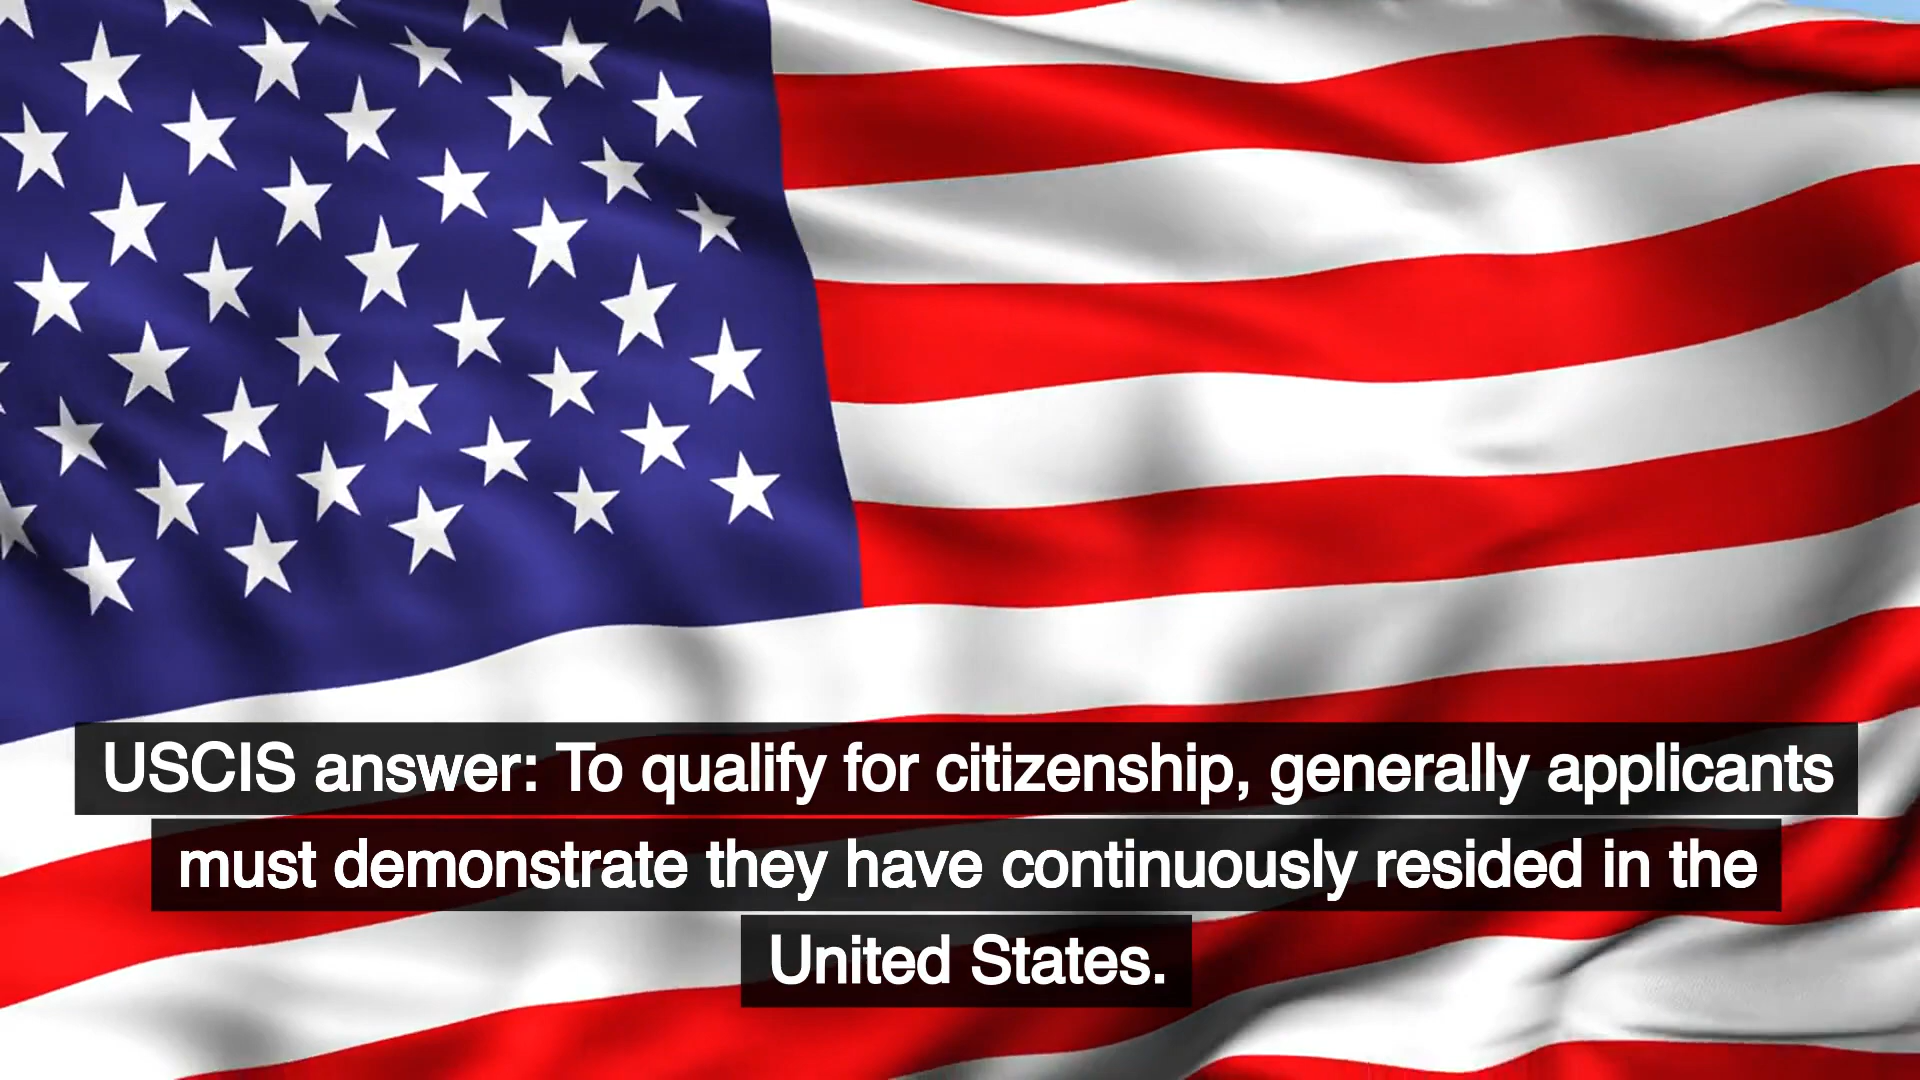 USCIS answer: To qualify for citizenship, generally applicants
must demonstrate they have continuously resided in the
United States.